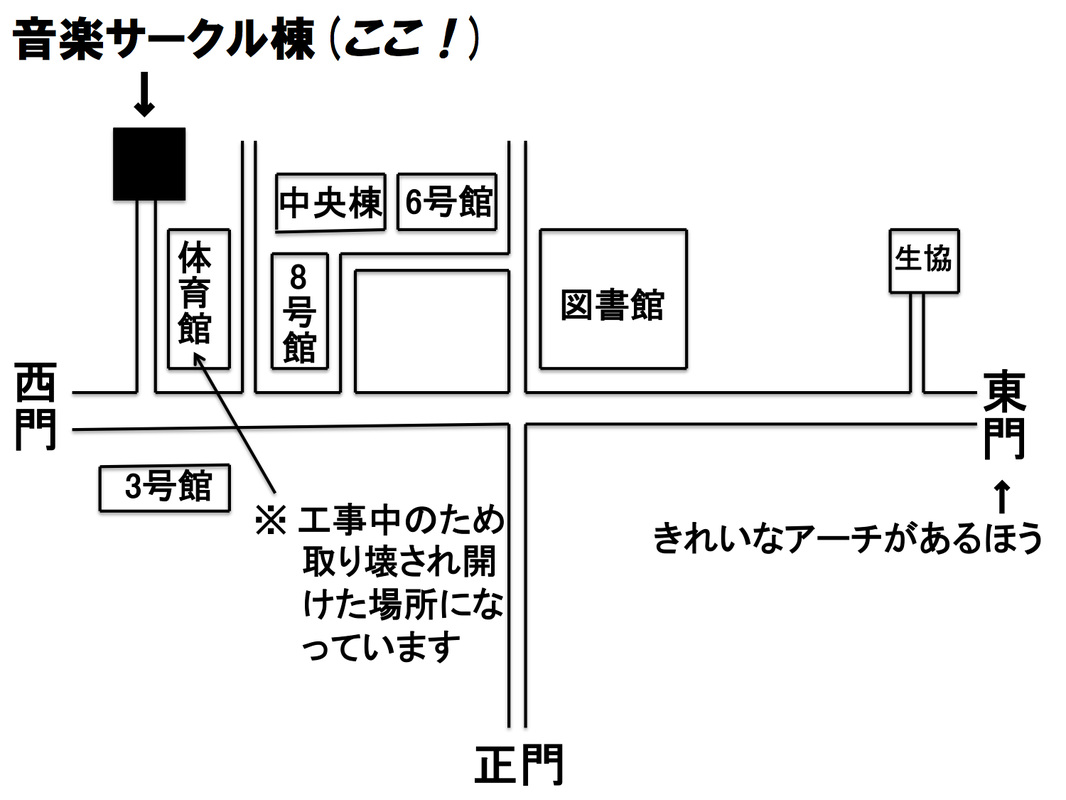 音楽サークル棟(ここ！)
中央棟
6号館
体育館
8号館
図書館
生協
西門
東門
3号館
※ 工事中のため
取り壊され開
けた場所にな
っています
きれいなアーチがあるほう
正門